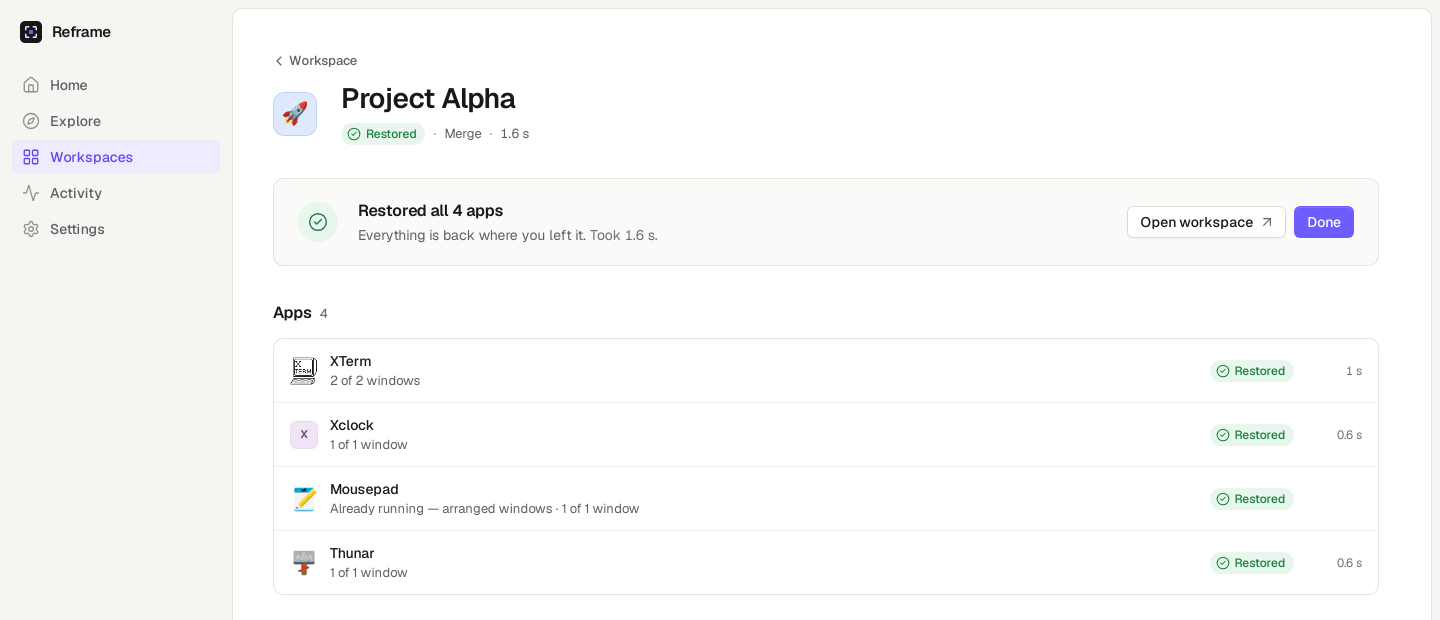 Reframe
Home
Explore
Workspaces
Activity
Settings
Workspace
Project Alpha
Restored · Merge · 1.6 s
Restored all 4 apps
Everything is back where you left it. Took 1.6 s.
Open workspace
Done
Apps 4
XTerm
2 of 2 windows
Restored
1 s
X
Xclock
1 of 1 window
Restored
0.6 s
Mousepad
Already running — arranged windows · 1 of 1 window
Restored
Thunar
1 of 1 window
Restored
0.6 s